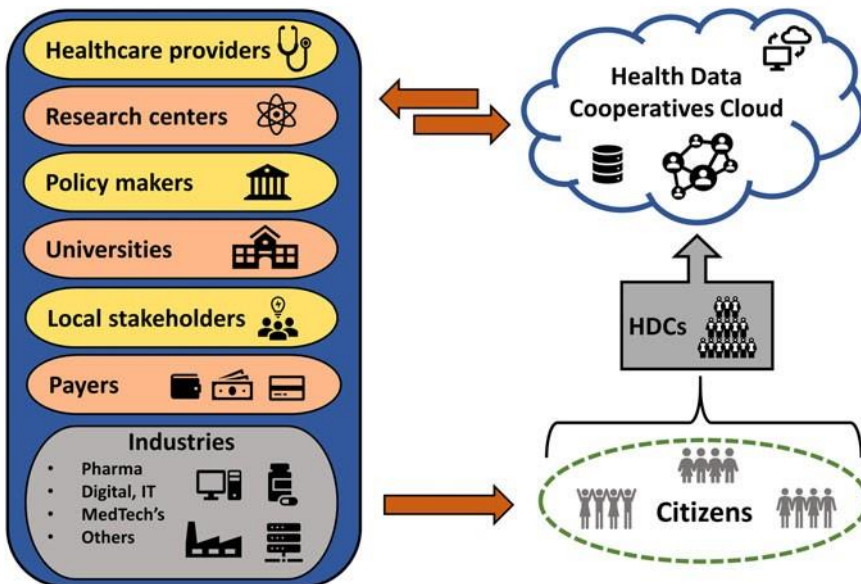 Healthcare providers
Research centers
Policy makers
Universities
Local stakeholders
Payers
Industries
• Pharma
• Digital, IT
• MedTech's
• Others
Health Data
Cooperatives Cloud
HDCs
Citizens